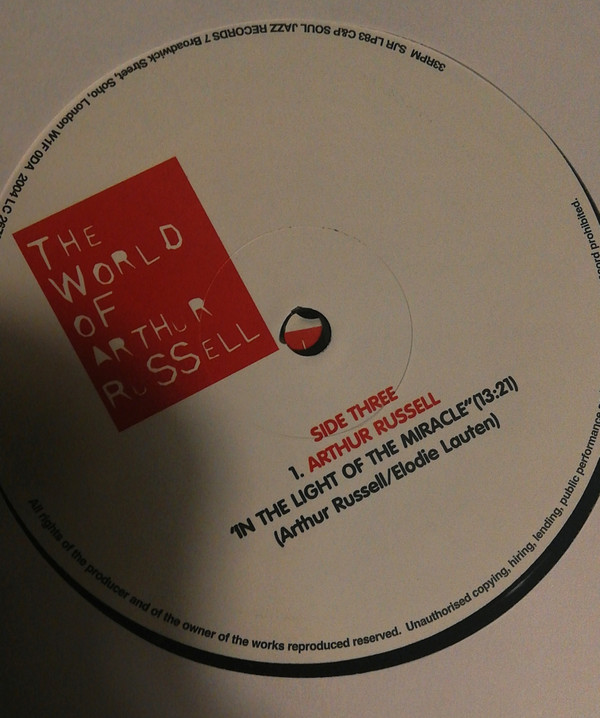 THE
WORLD
OF
ARTHUR
RUSSELL
SIDE THREE
1. ARTHUR RUSSELL
"IN THE LIGHT OF THE MIRACLE" (13:21)
(Arthur Russell/Elodie Lauten)
33RPM SJR LP83 C&P SOUL JAZZ RECORDS 7 Broadwick Street, Soho, London W1F 0DA 2004 LC
All rights of the producer and of the owner of the works reproduced reserved. Unauthorised copying, hiring, lending, public performance
prohibited.